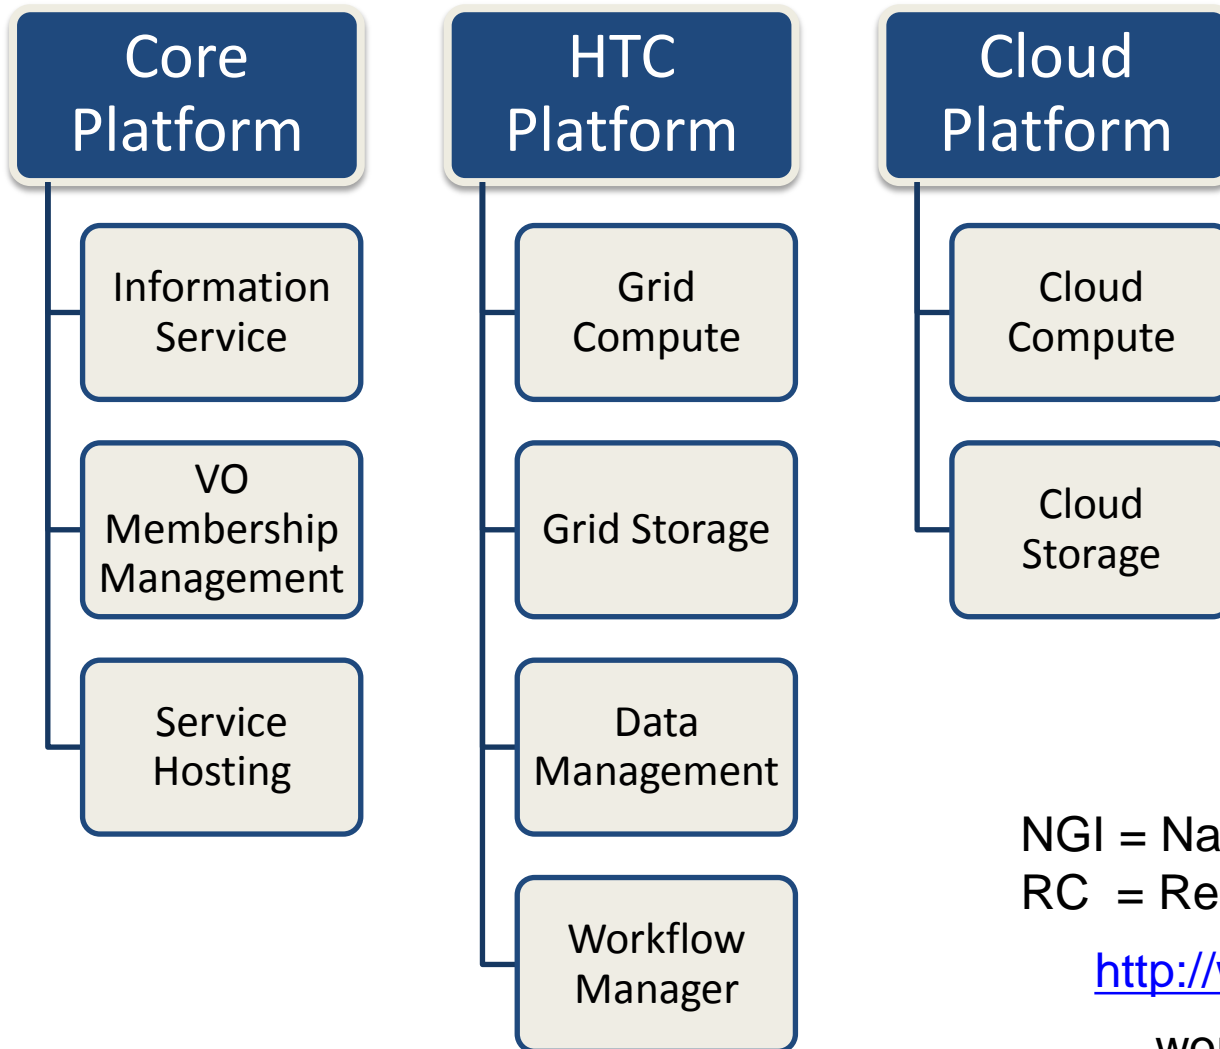 Core
Platform
Information
Service
VO
Membership
Management
Service
Hosting
HTC
Platform
Grid
Compute
Grid Storage
Data
Management
Workflow
Manager
Cloud
Platform
Cloud
Compute
Cloud
Storage
NGI = Na
RC = Re
http://